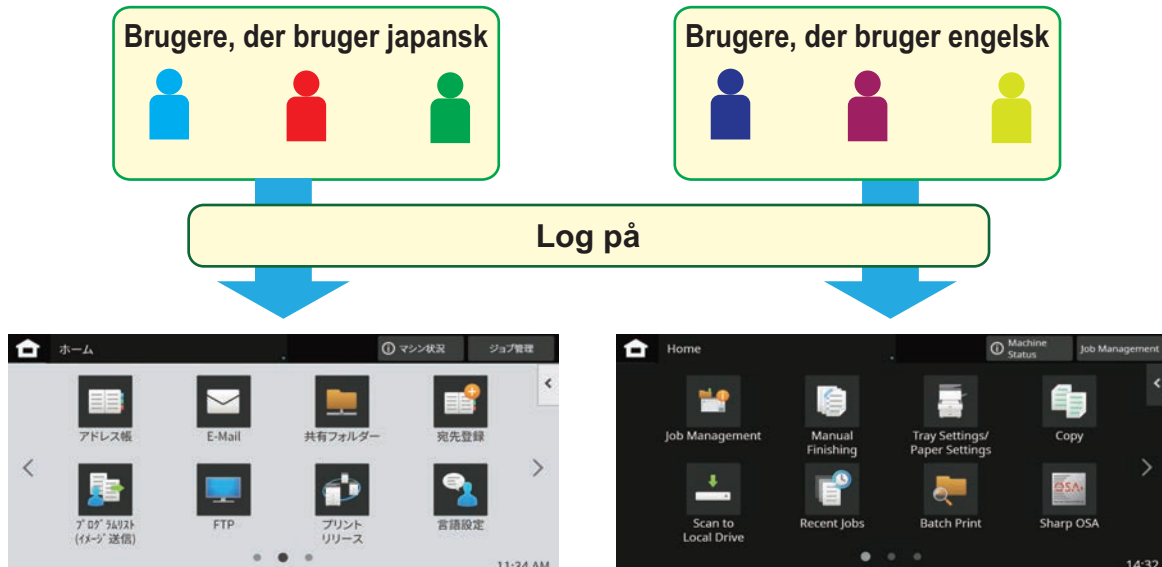 Brugere, der bruger japansk
Brugere, der bruger engelsk
Log på
ホーム
マシン状況
ジョブ管理
アドレス帳
E-Mail
共有フォルダー
宛先登録
プログラムリスト
(イメージ送信)
FTP
プリント
リリース
言語設定
11:34 AM
Home
Machine
Status
Job Management
Job Management
Manual
Finishing
Tray Settings/
Paper Settings
Copy
Scan to
Local Drive
Recent Jobs
Batch Print
OSA
Sharp OSA
14:32